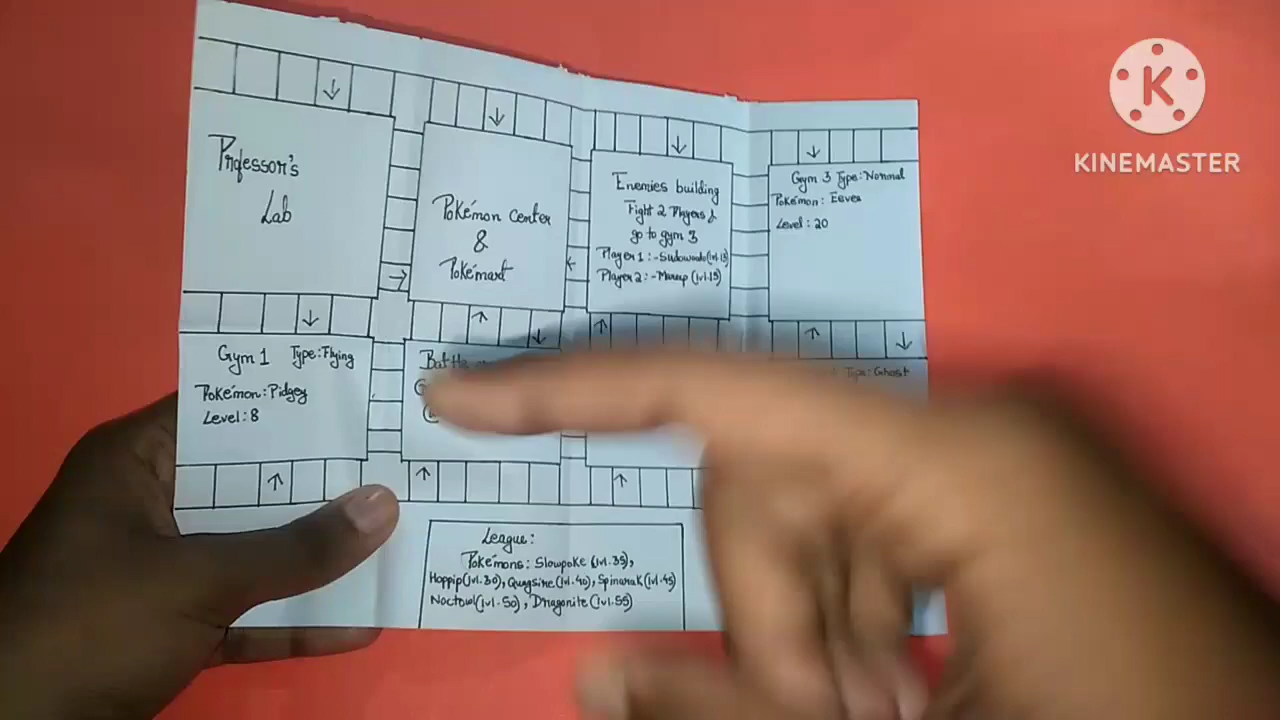 KINEMASTER
Professor's
Lab
Pokémon Center
&
Pokémart
Enemies building
Fight 2 Players &
go to gym 3
Player 1:-Sudowoodo(lvl.15)
Player 2:-Mareep (lvl.15)
Gym 3 Type:Normal
Pokémon: Eevee
Level:20
Gym 1 Type:Flying
Pokémon:Pidgey
Level:8
Type:Ghost
League:
Pokémons: Slowpoke (lvl.35),
Hoppip(lvl.30), Quagsire(lvl.40), Spinarak(lvl.45)
Noctowl(lvl.50), Dragonite(lvl.55)